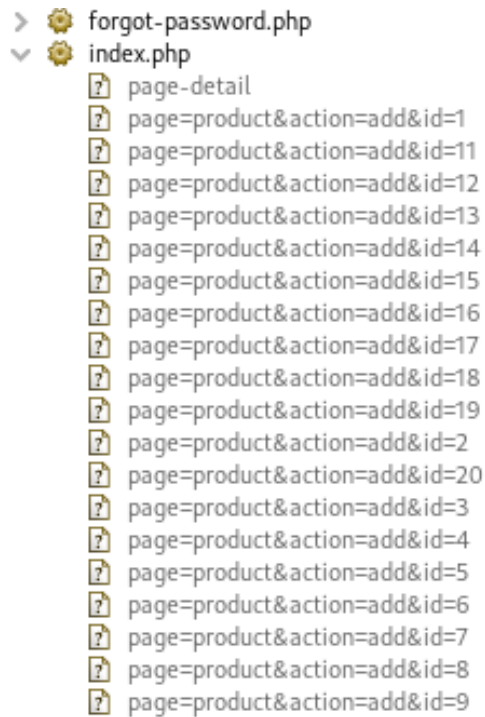 forgot-password.php
index.php
page-detail
page=product&action=add&id=1
page=product&action=add&id=11
page=product&action=add&id=12
page=product&action=add&id=13
page=product&action=add&id=14
page=product&action=add&id=15
page=product&action=add&id=16
page=product&action=add&id=17
page=product&action=add&id=18
page=product&action=add&id=19
page=product&action=add&id=2
page=product&action=add&id=20
page=product&action=add&id=3
page=product&action=add&id=4
page=product&action=add&id=5
page=product&action=add&id=6
page=product&action=add&id=7
page=product&action=add&id=8
page=product&action=add&id=9